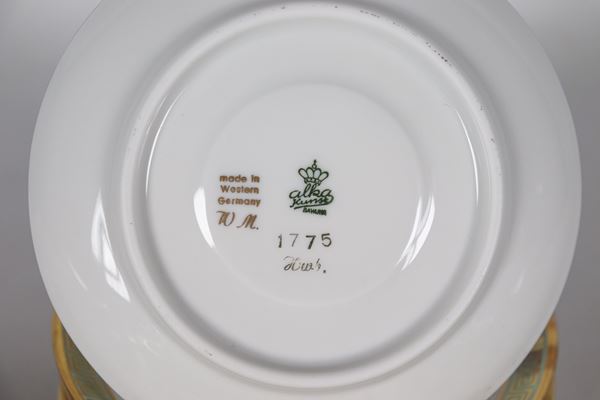 made in
Western
Germany
W M.
alka
Kunst
BAVARIA
1775